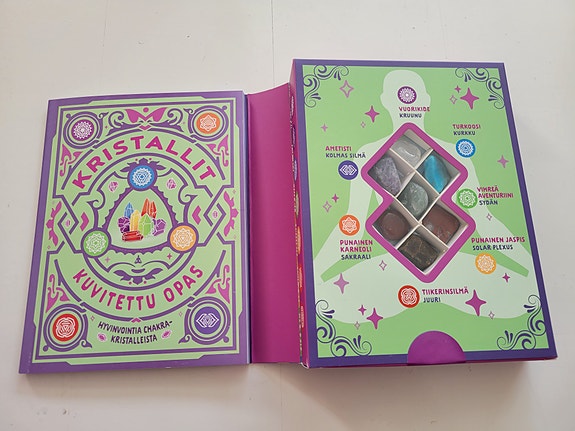 KRISTALLIT
KUVITETTU OPAS
HYVINVOINTIA CHAKRA-
KRISTALLEISTA
VUORIKIDE
KRUUNU
AMETISTI
KOLMAS SILMÄ
TURKOOSI
KURKKU
VIHREÄ
AVENTURIINI
SYDÄN
PUNAINEN
KARNEOLI
SAKRAALI
PUNAINEN JASPIS
SOLAR PLEXUS
TIIKERINSILMÄ
JUURI